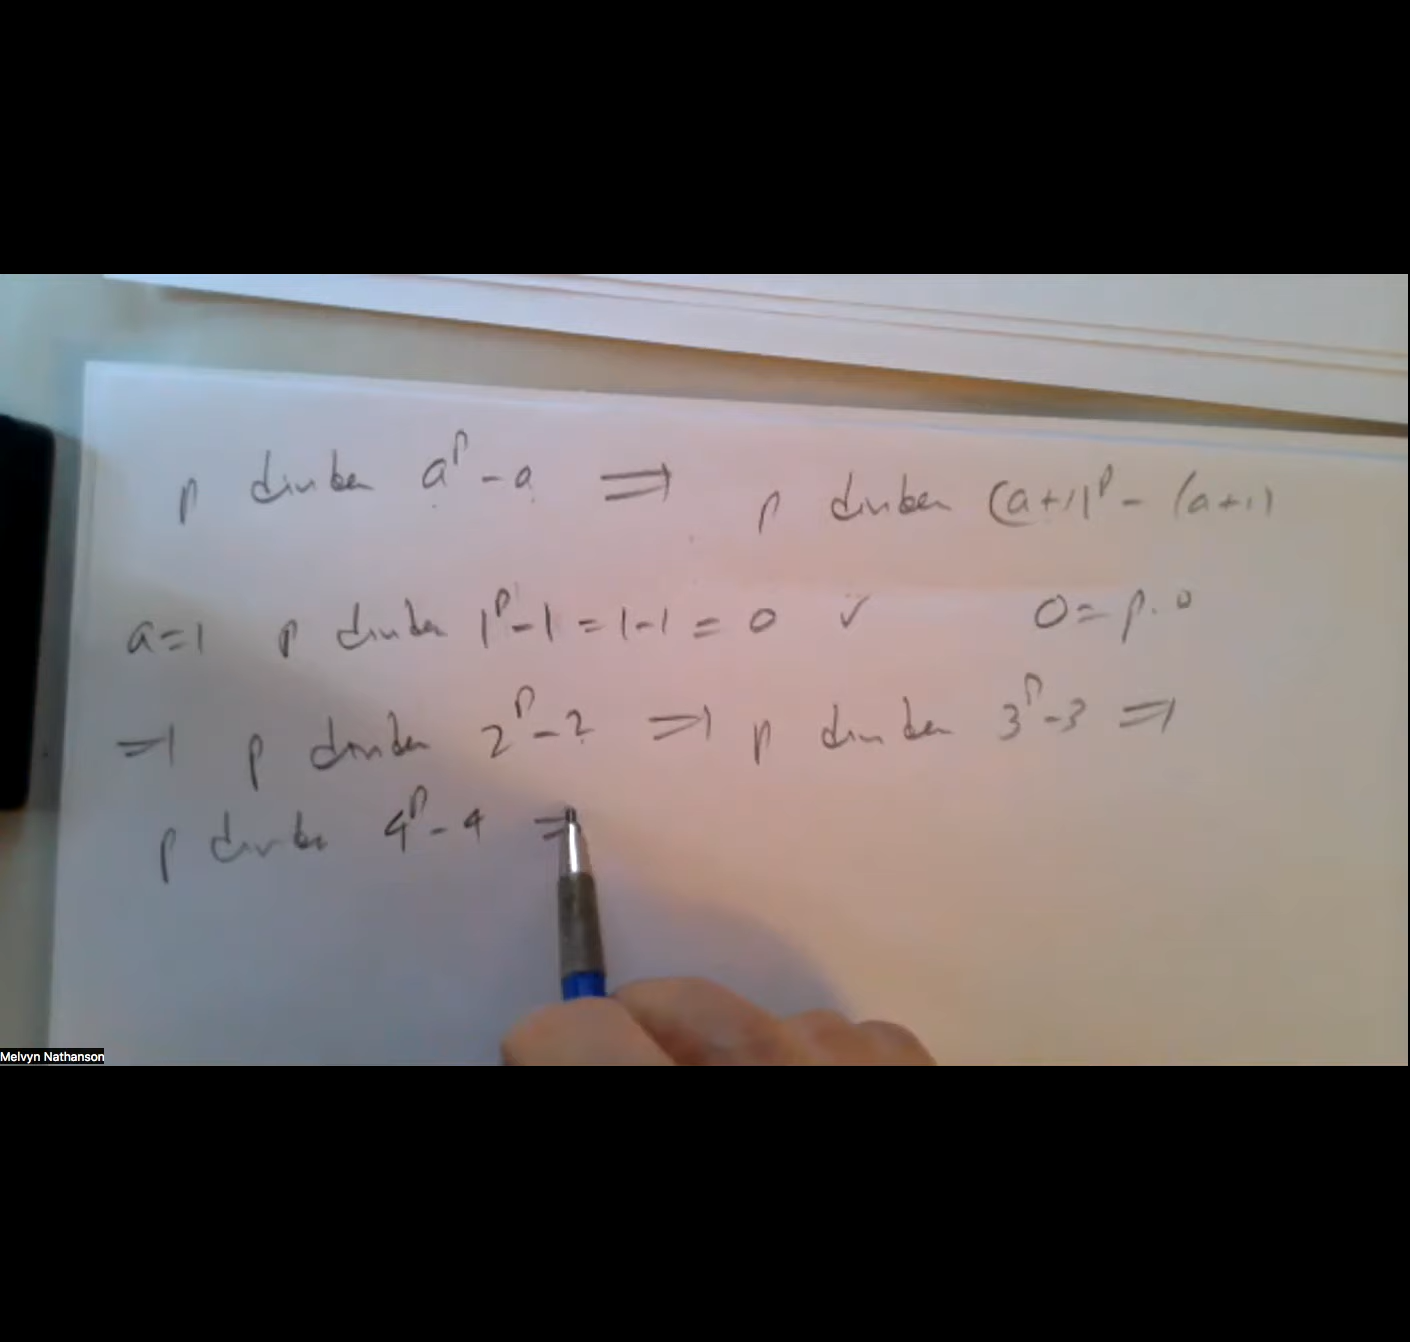 p divides a^p - a ⇒ p divides (a+1)^p - (a+1)
a=1 p divides 1^p - 1 = 1-1 = 0 ✓ 0 = p·0
⇒ p divides 2^p - 2 ⇒ p divides 3^p - 3 ⇒
p divides 4^p - 4 ⇒
Melvyn Nathanson